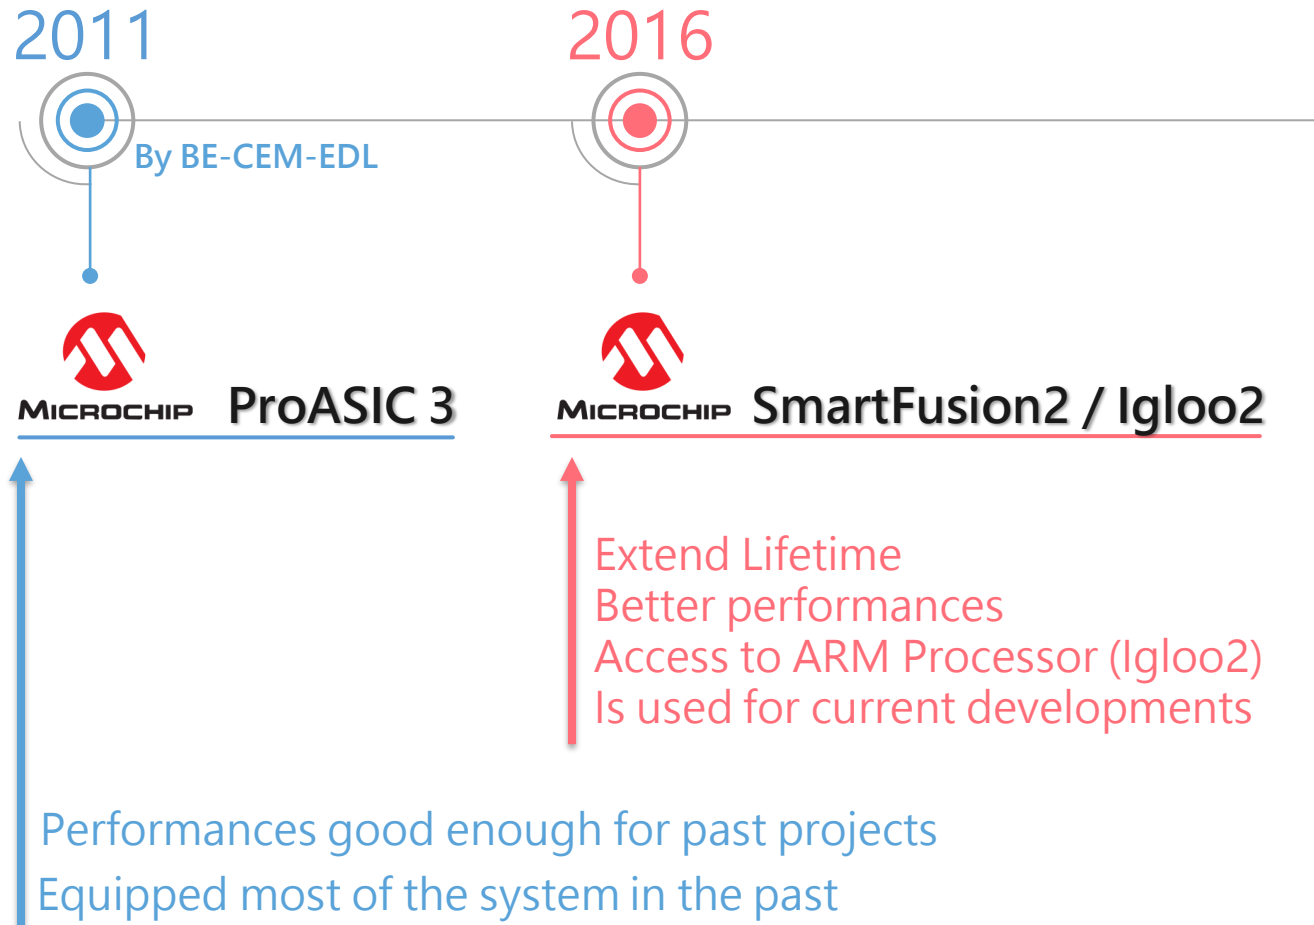 2011
2016
By BE-CEM-EDL
MICROCHIP ProASIC 3
MICROCHIP SmartFusion2 / Igloo2
Extend Lifetime
Better performances
Access to ARM Processor (Igloo2)
Is used for current developments
Performances good enough for past projects
Equipped most of the system in the past